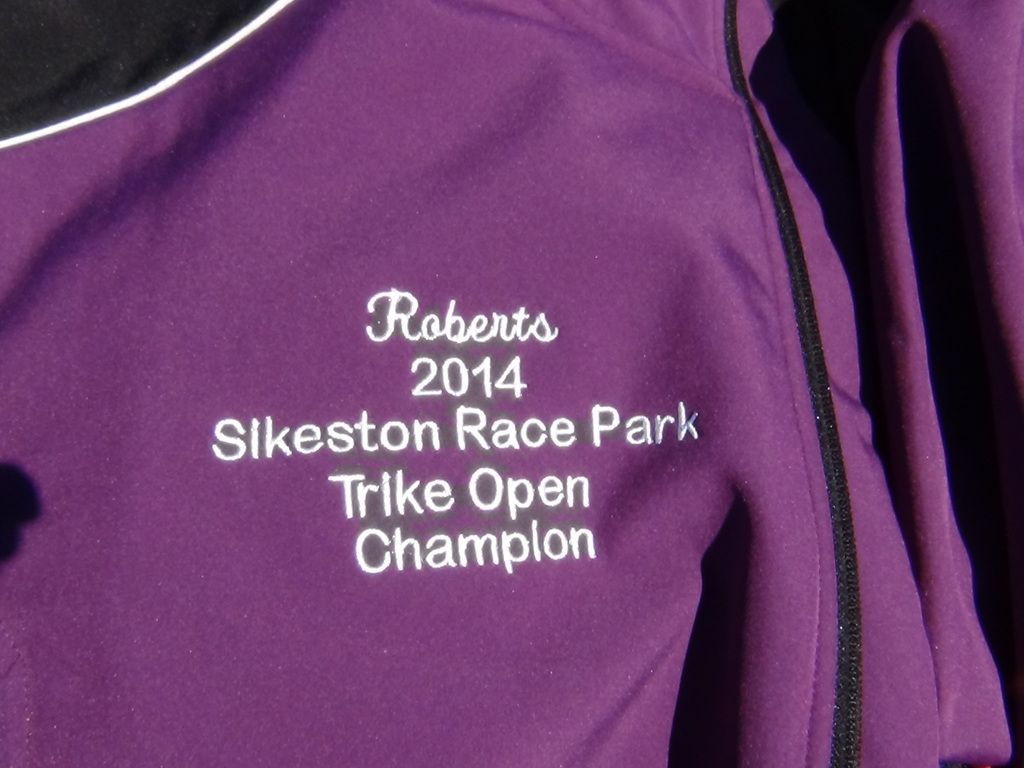 Roberts
2014
Sikeston Race Park
Trike Open
Champion